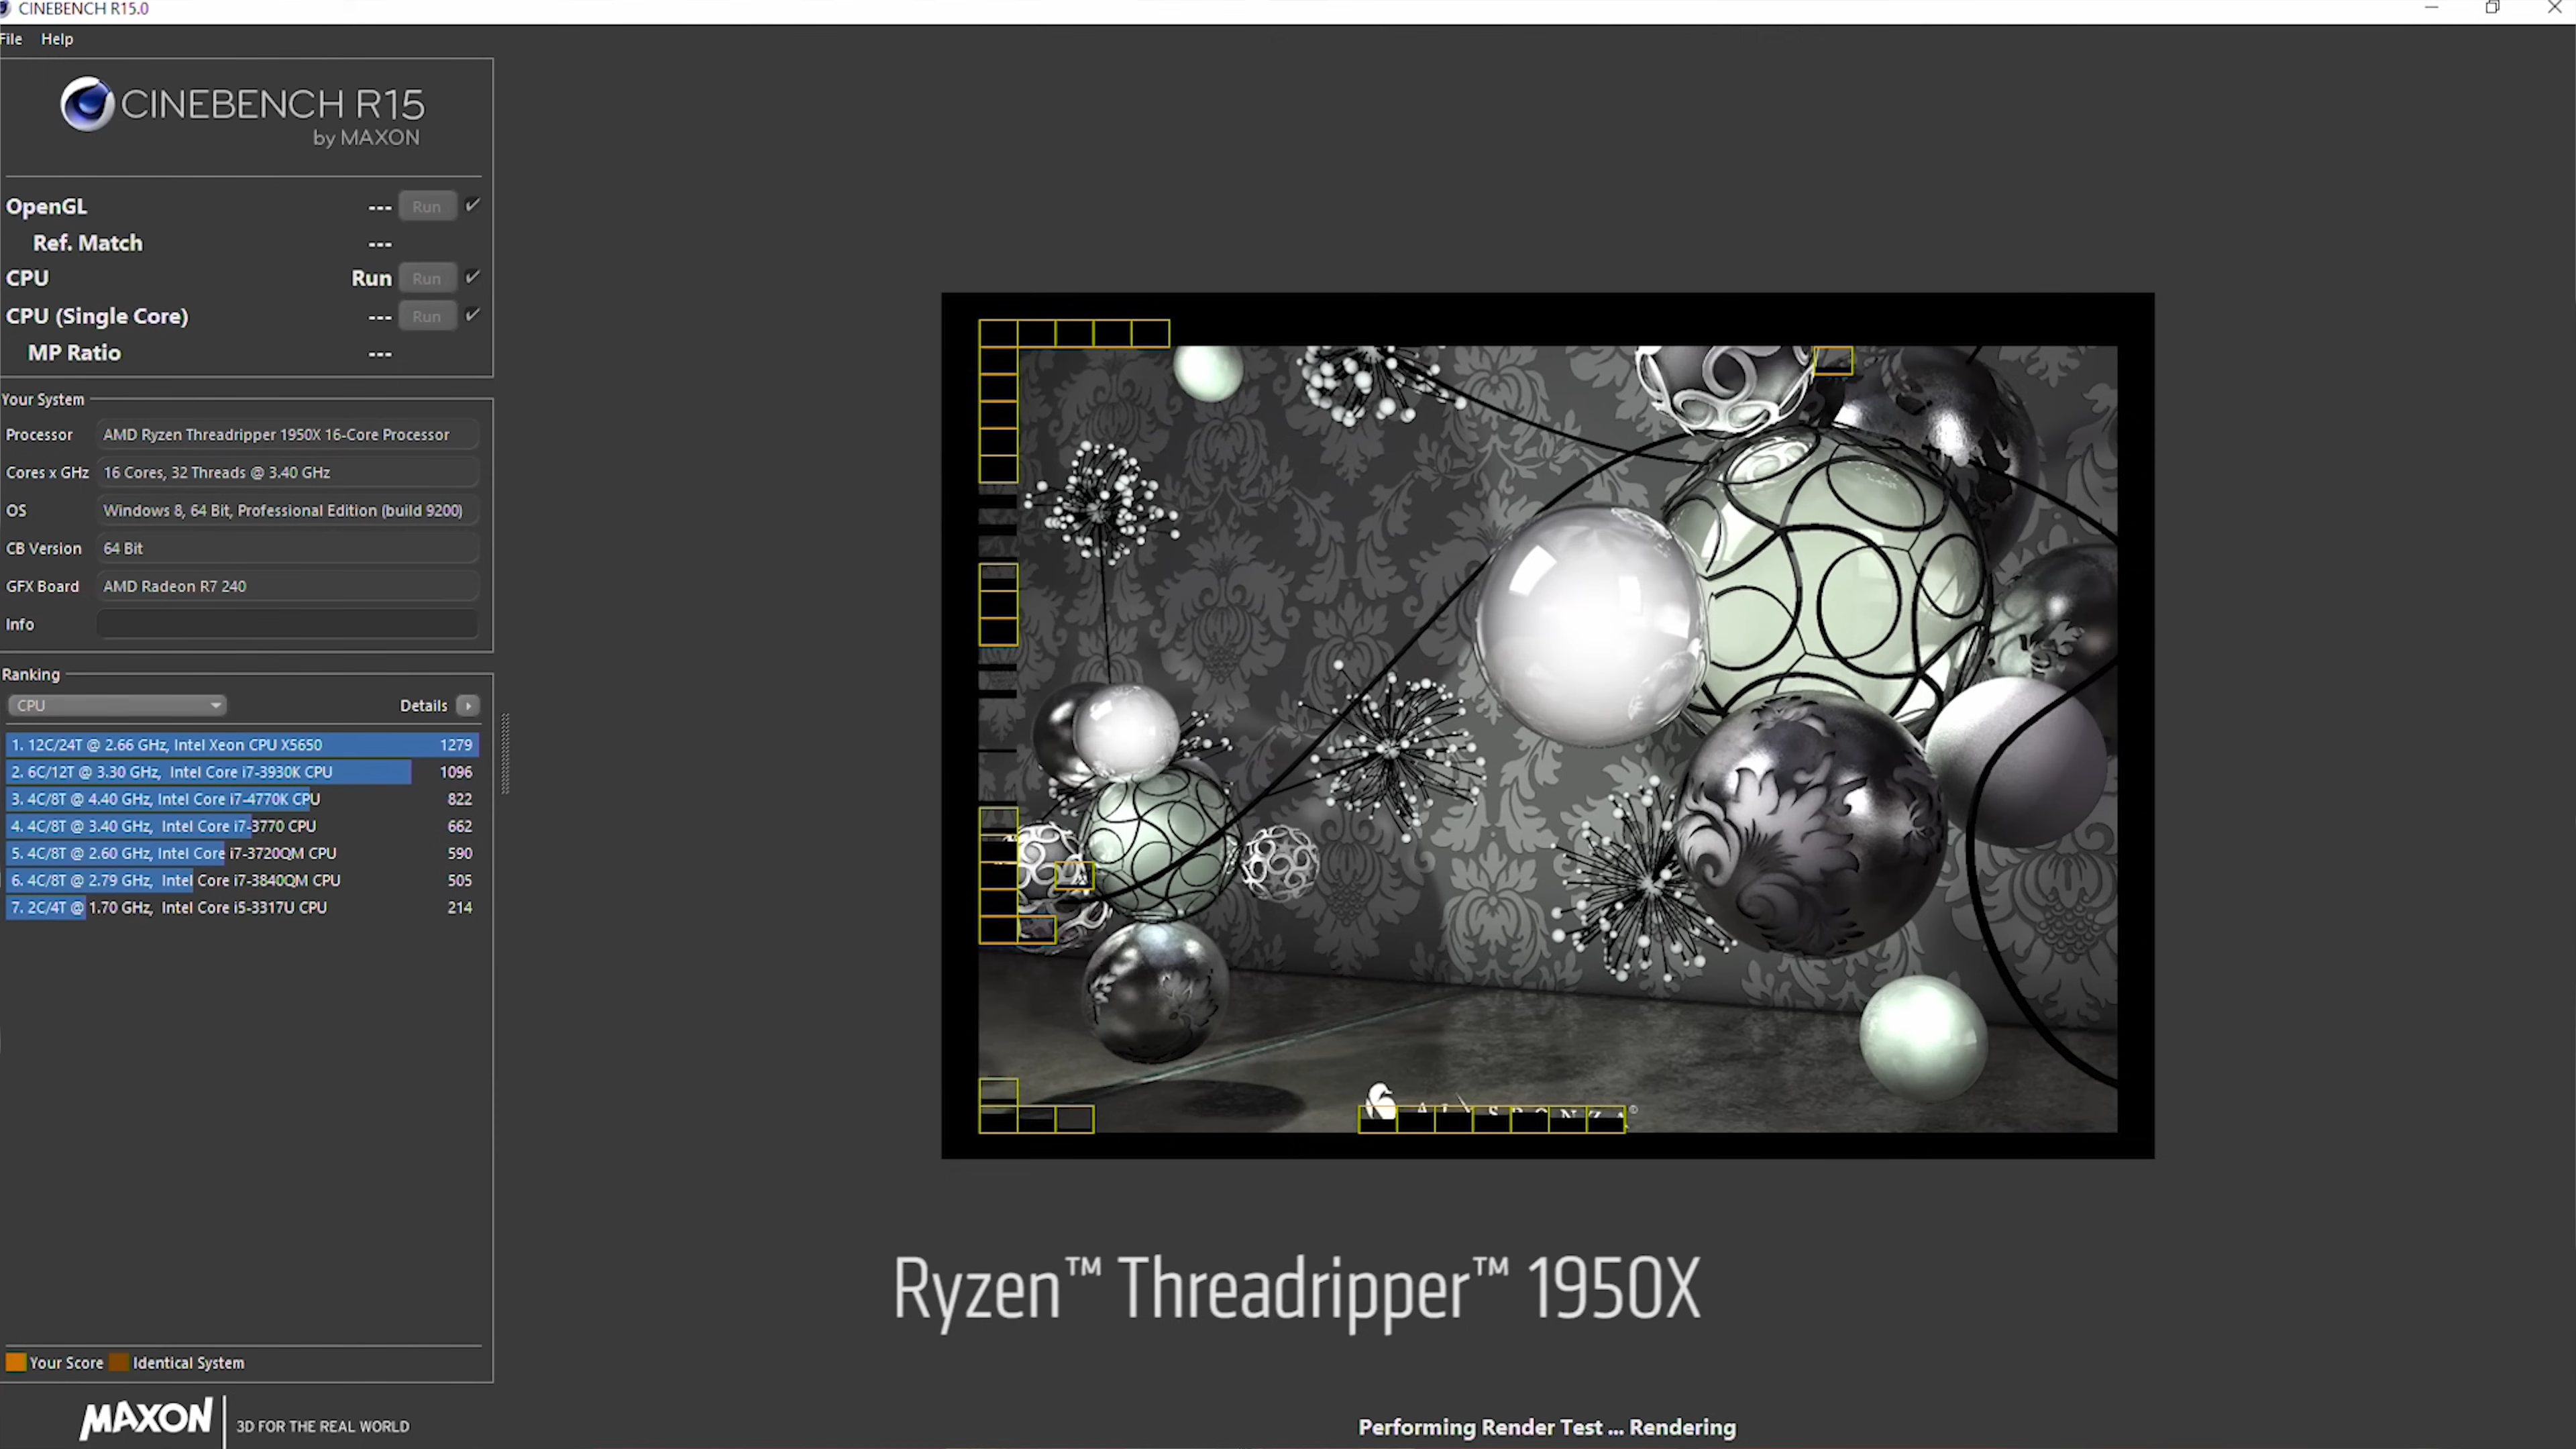 CINEBENCH R15.0
File Help
CINEBENCH R15
by MAXON
OpenGL --- Run
Ref. Match ---
CPU Run Run
CPU (Single Core) --- Run
MP Ratio ---
Your System
Processor AMD Ryzen Threadripper 1950X 16-Core Processor
Cores x GHz 16 Cores, 32 Threads @ 3.40 GHz
OS Windows 8, 64 Bit, Professional Edition (build 9200)
CB Version 64 Bit
GFX Board AMD Radeon R7 240
Info
Ranking
CPU Details
1. 12C/24T @ 2.66 GHz, Intel Xeon CPU X5650 1279
2. 6C/12T @ 3.30 GHz, Intel Core i7-3930K CPU 1096
3. 4C/8T @ 4.40 GHz, Intel Core i7-4770K CPU 822
4. 4C/8T @ 3.40 GHz, Intel Core i7-3770 CPU 662
5. 4C/8T @ 2.60 GHz, Intel Core i7-3720QM CPU 590
6. 4C/8T @ 2.79 GHz, Intel Core i7-3840QM CPU 505
7. 2C/4T @ 1.70 GHz, Intel Core i5-3317U CPU 214
Ryzen™ Threadripper™ 1950X
Your Score Identical System
MAXON 3D FOR THE REAL WORLD
Performing Render Test ... Rendering